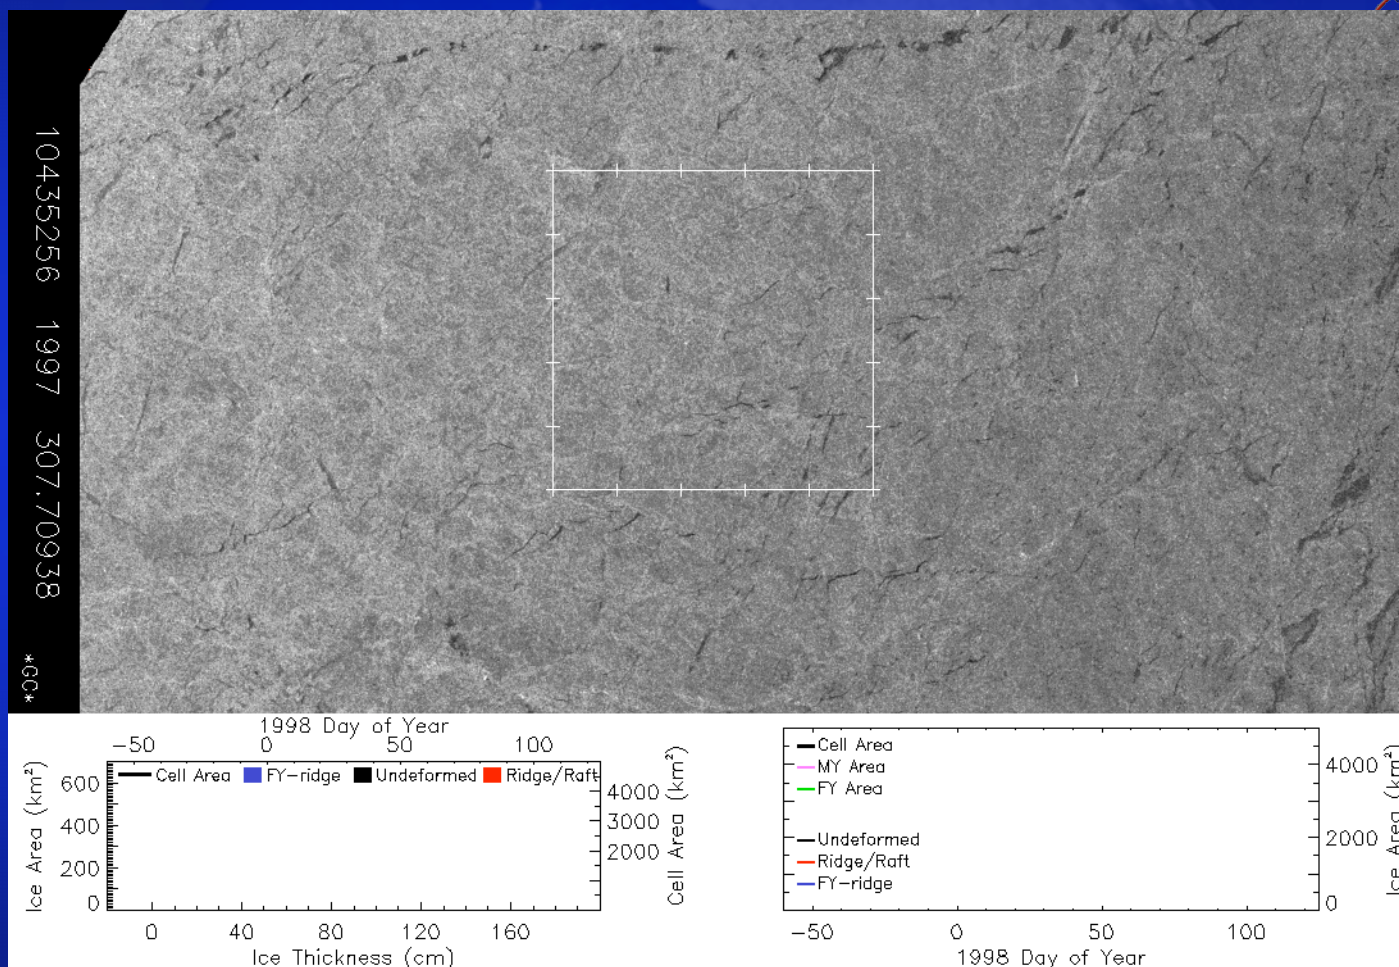 10435256 1997 307.70938
*GC*
1998 Day of Year
−50 0 50 100
Cell Area FY−ridge Undeformed Ridge/Raft
Ice Area (km²)
600
400
200
0
4000
3000
2000
Cell Area (km²)
0 40 80 120 160
Ice Thickness (cm)
Cell Area
MY Area
FY Area
Undeformed
Ridge/Raft
FY−ridge
4000
2000
0
Ice Area (km²)
−50 0 50 100
1998 Day of Year